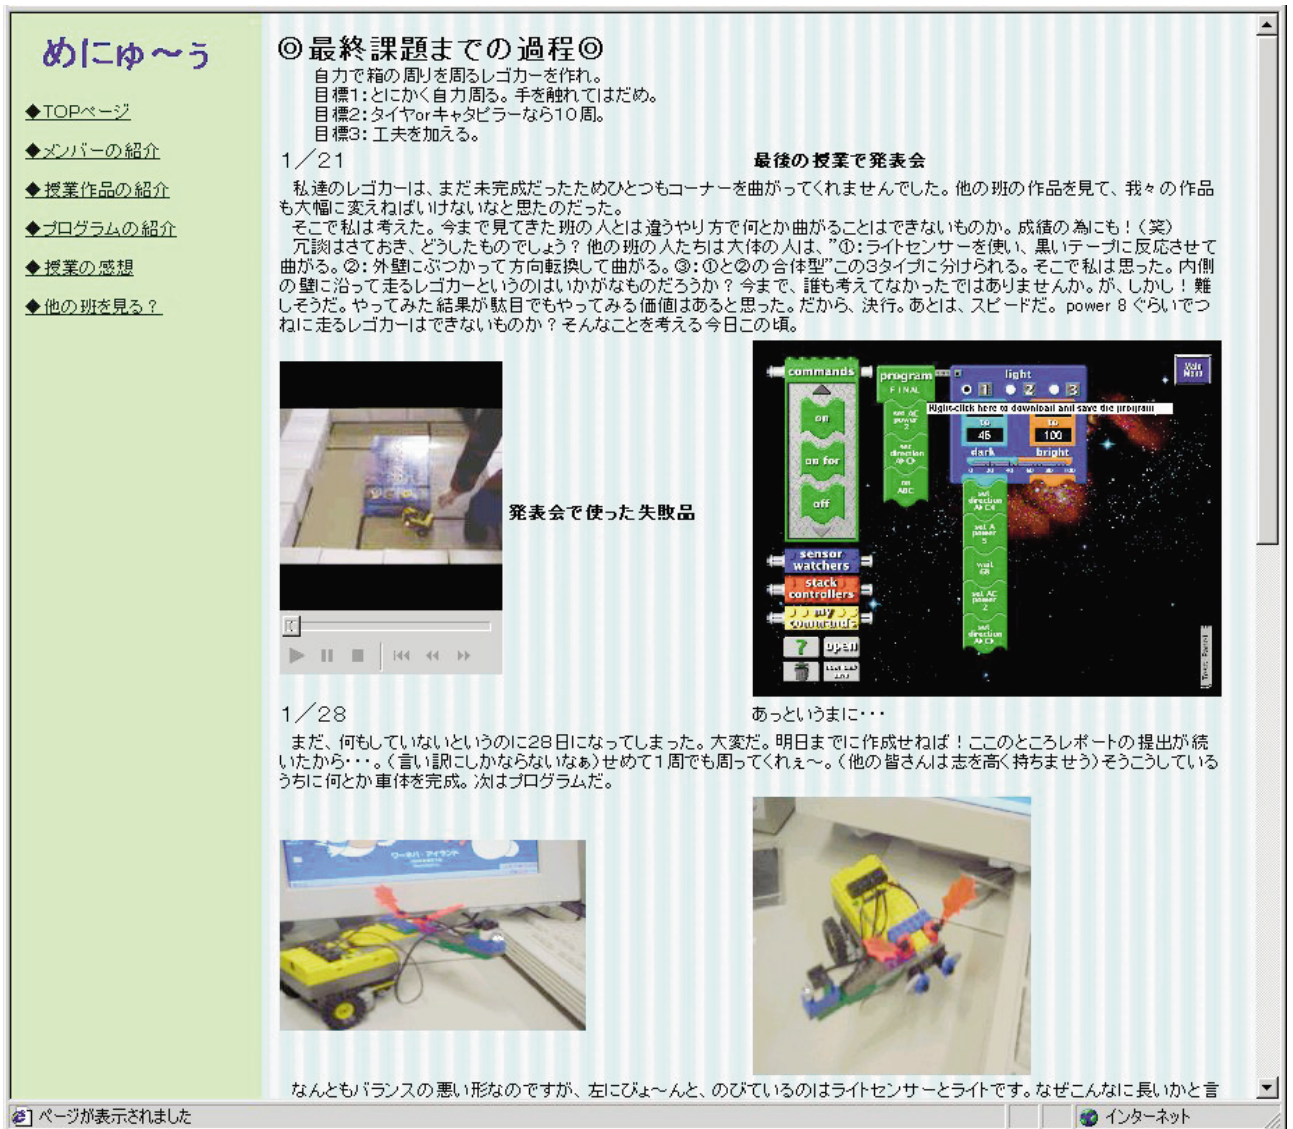 めにゅ～ぅ
◆TOPページ
◆メンバーの紹介
◆授業作品の紹介
◆プログラムの紹介
◆授業の感想
◆他の班を見る？
◎最終課題までの過程◎
自力で箱の周りを周るレゴカーを作れ。
目標1：とにかく自力周る。手を触れてはだめ。
目標2：タイヤorキャタピラーなら10周。
目標3：工夫を加える。
1／21
最後の授業で発表会
私達のレゴカーは、まだ未完成だったためひとつもコーナーを曲がってくれませんでした。他の班の作品を見て、我々の作品
も大幅に変えねばいけないなと思たのだった。
そこで私は考えた。今まで見てきた班の人とは違うやり方で何とか曲がることはできないものか。成績の為にも！（笑）
冗談はさておき、どうしたものでしょう？他の班の人たちは大体の人は、”①：ライトセンサーを使い、黒いテープに反応させて
曲がる。②：外壁にぶつかって方向転換して曲がる。③：①と②の合体型”この3タイプに分けられる。そこで私は思った。内側
の壁に沿って走るレゴカーというのはいかがなものだろうか？今まで、誰も考えてなかったではありませんか。が、しかし！難
しそうだ。やってみた結果が駄目でもやってみる価値はあると思った。だから、決行。あとは、スピードだ。power 8 ぐらいでつ
ねに走るレゴカーはできないものか？そんなことを考える今日この頃。
発表会で使った失敗品
commands
on
on for
off
sensor
watchers
stack
controllers
my
commands
?
open
program
FINAL
set AC
power
2
set
direction
on
ABC
light
1 2 3
Right-click here to download and save the program
to
45
to
100
dark
bright
0 20 40 60 80 100
set
direction
set A
power
5
wait
set AC
power
2
set
direction
Main
Menu
1／28
あっというまに・・・
まだ、何もしていないというのに28日になってしまった。大変だ。明日までに作成せねば！ここのところレポートの提出が続
いたから・・・。（言い訳にしかならないなぁ）せめて1周でも周ってくれぇ～。（他の皆さんは志を高く持ちませう）そうこうしている
うちに何とか車体を完成。次はプログラムだ。
なんともバランスの悪い形なのですが、左にびょ～んと、のびているのはライトセンサーとライトです。なぜこんなに長いかと言
ページが表示されました
インターネット